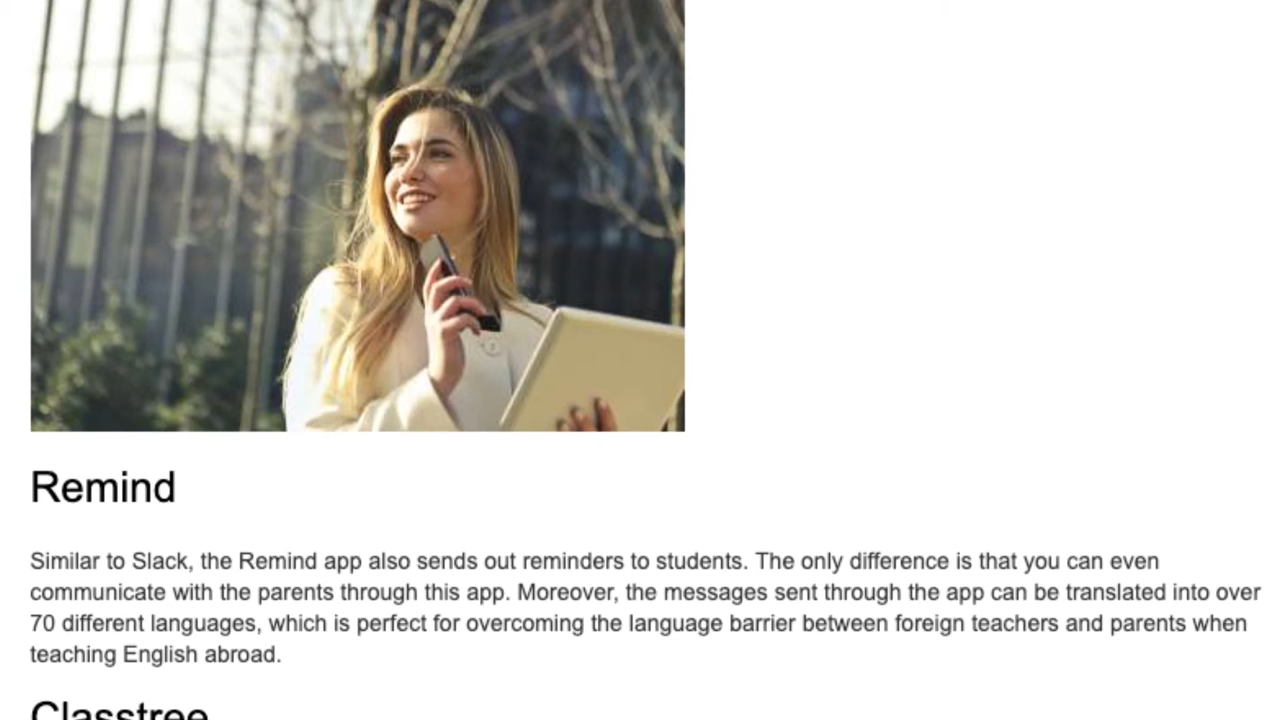 Remind
Similar to Slack, the Remind app also sends out reminders to students. The only difference is that you can even
communicate with the parents through this app. Moreover, the messages sent through the app can be translated into over
70 different languages, which is perfect for overcoming the language barrier between foreign teachers and parents when
teaching English abroad.
Classtree